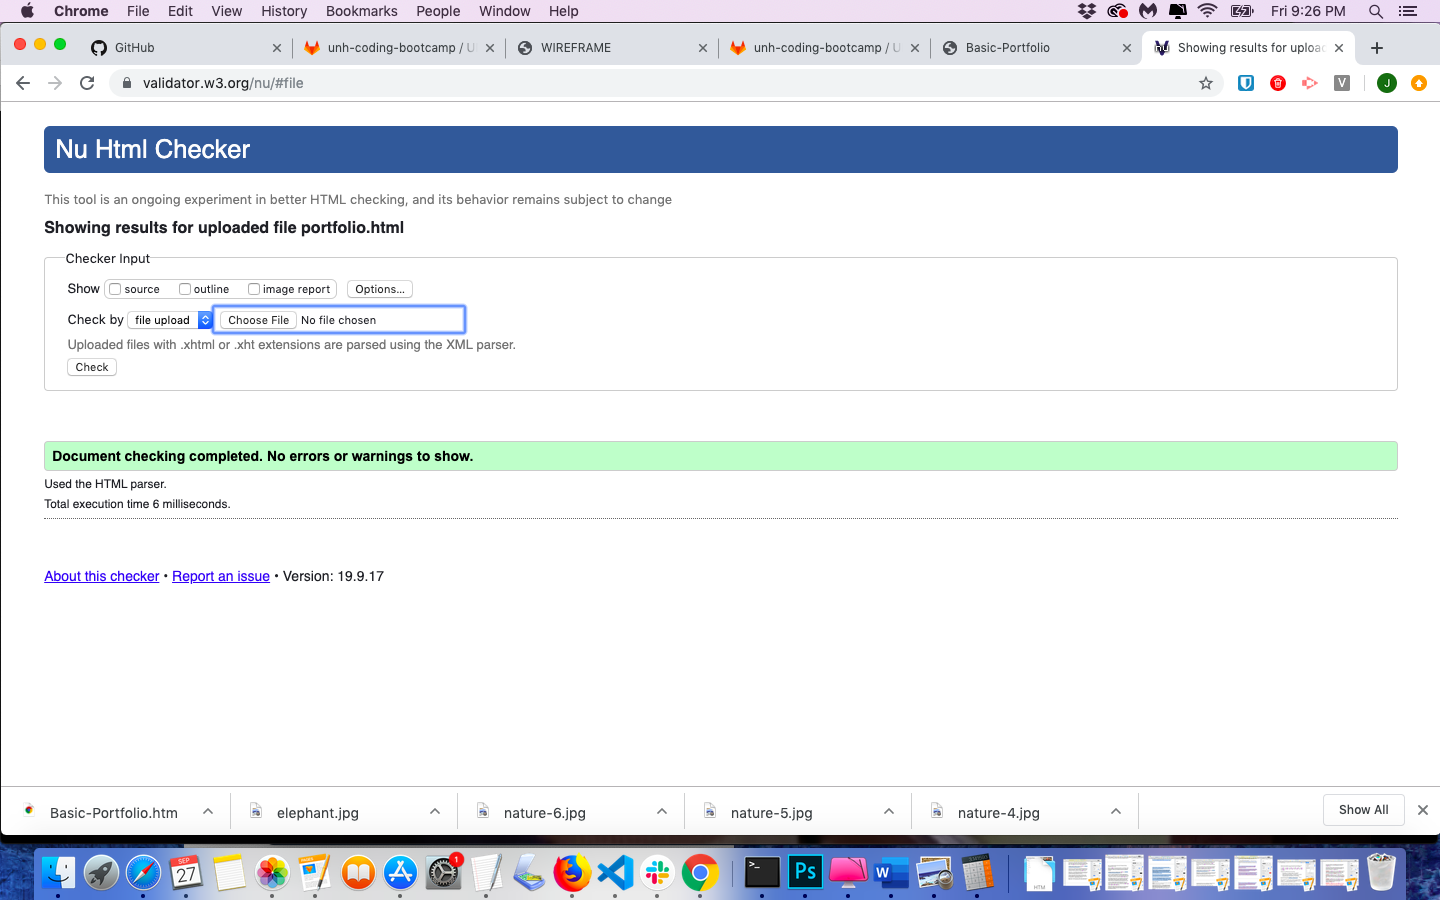 Chrome File Edit View History Bookmarks People Window Help Fri 9:26 PM
GitHub unh-coding-bootcamp / U WIREFRAME unh-coding-bootcamp / U Basic-Portfolio Showing results for uploa
validator.w3.org/nu/#file V J
Nu Html Checker
This tool is an ongoing experiment in better HTML checking, and its behavior remains subject to change
Showing results for uploaded file portfolio.html
Checker Input
Show source outline image report Options...
Check by file upload Choose File No file chosen
Uploaded files with .xhtml or .xht extensions are parsed using the XML parser.
Check
Document checking completed. No errors or warnings to show.
Used the HTML parser.
Total execution time 6 milliseconds.
About this checker • Report an issue • Version: 19.9.17
Basic-Portfolio.htm elephant.jpg nature-6.jpg nature-5.jpg nature-4.jpg Show All
SEP 27 1 Ps W HTM